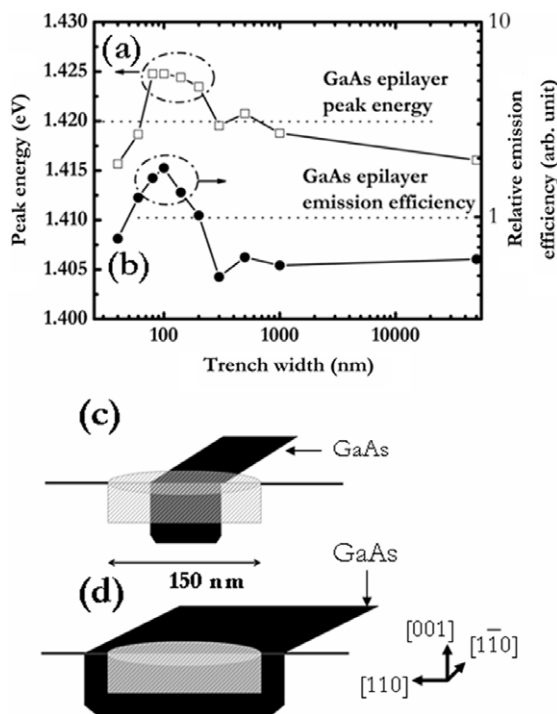 (a)
(b)
1.430
1.425
1.420
1.415
1.410
1.405
1.400
Peak energy (eV)
10
1
Relative emission
efficiency (arb. unit)
GaAs epilayer
peak energy
GaAs epilayer
emission efficiency
100
1000
10000
Trench width (nm)
(c)
GaAs
150 nm
GaAs
(d)
[001]
[11̅0]
[110]